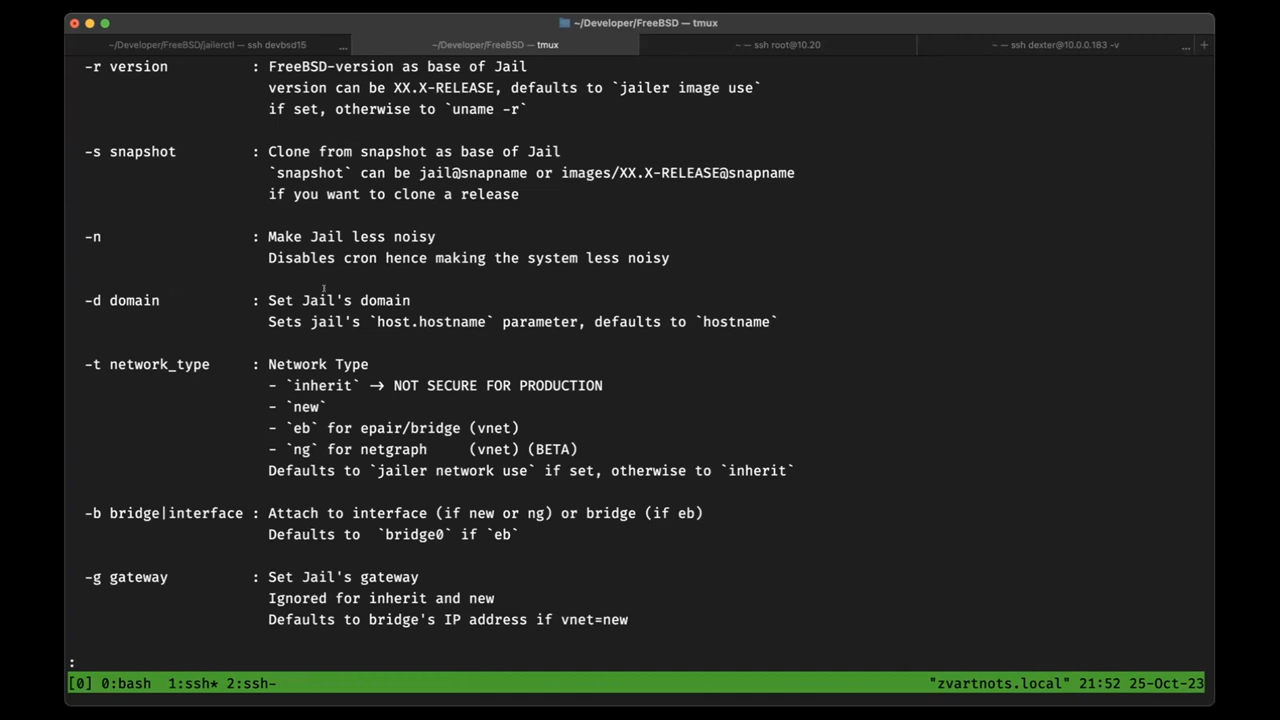 ~/Developer/FreeBSD — tmux
~/Developer/FreeBSD/jailerctl — ssh devbsd15 ...
~/Developer/FreeBSD — tmux
~ — ssh root@10.20
~ — ssh dexter@10.0.0.183 -v ... +
-r version : FreeBSD-version as base of Jail
version can be XX.X-RELEASE, defaults to `jailer image use`
if set, otherwise to `uname -r`
-s snapshot : Clone from snapshot as base of Jail
`snapshot` can be jail@snapname or images/XX.X-RELEASE@snapname
if you want to clone a release
-n : Make Jail less noisy
Disables cron hence making the system less noisy
-d domain : Set Jail's domain
Sets jail's `host.hostname` parameter, defaults to `hostname`
-t network_type : Network Type
- `inherit` → NOT SECURE FOR PRODUCTION
- `new`
- `eb` for epair/bridge (vnet)
- `ng` for netgraph (vnet) (BETA)
Defaults to `jailer network use` if set, otherwise to `inherit`
-b bridge|interface : Attach to interface (if new or ng) or bridge (if eb)
Defaults to `bridge0` if `eb`
-g gateway : Set Jail's gateway
Ignored for inherit and new
Defaults to bridge's IP address if vnet=new
:
[0] 0:bash 1:ssh* 2:ssh- "zvartnots.local" 21:52 25-Oct-23